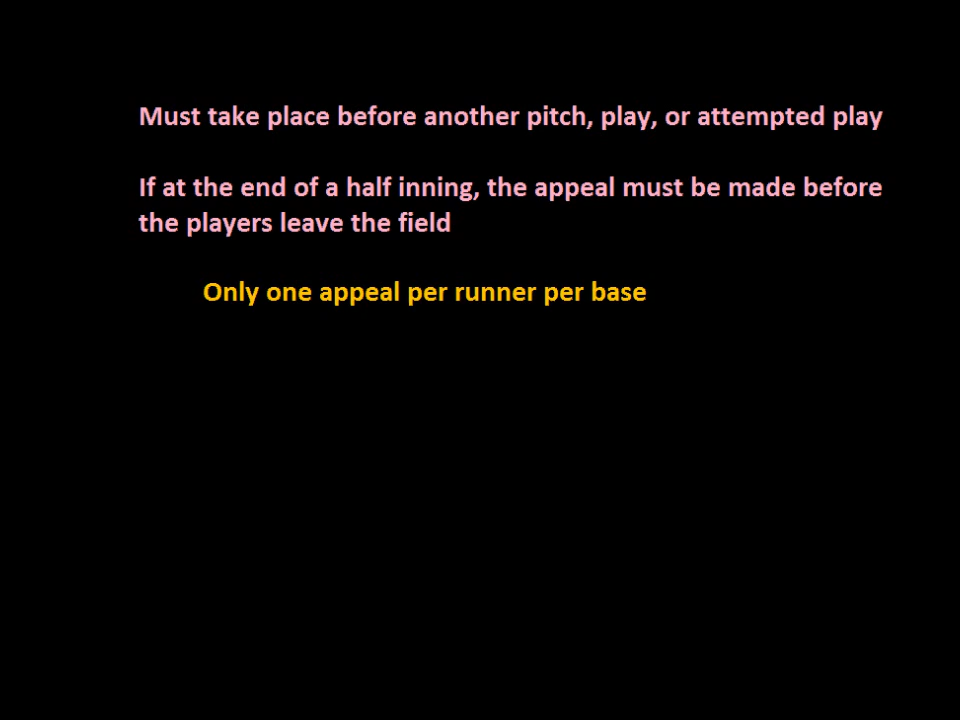 Must take place before another pitch, play, or attempted play
If at the end of a half inning, the appeal must be made before
the players leave the field
Only one appeal per runner per base